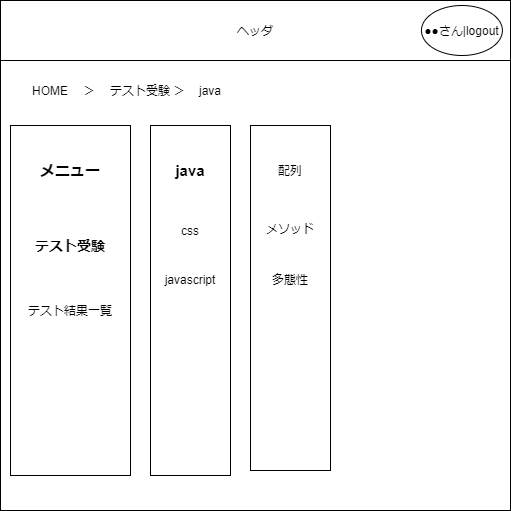 ヘッダ
●●さん|logout
HOME　＞　テスト受験 ＞　java
メニュー
テスト受験
テスト結果一覧
java
css
javascript
配列
メソッド
多態性